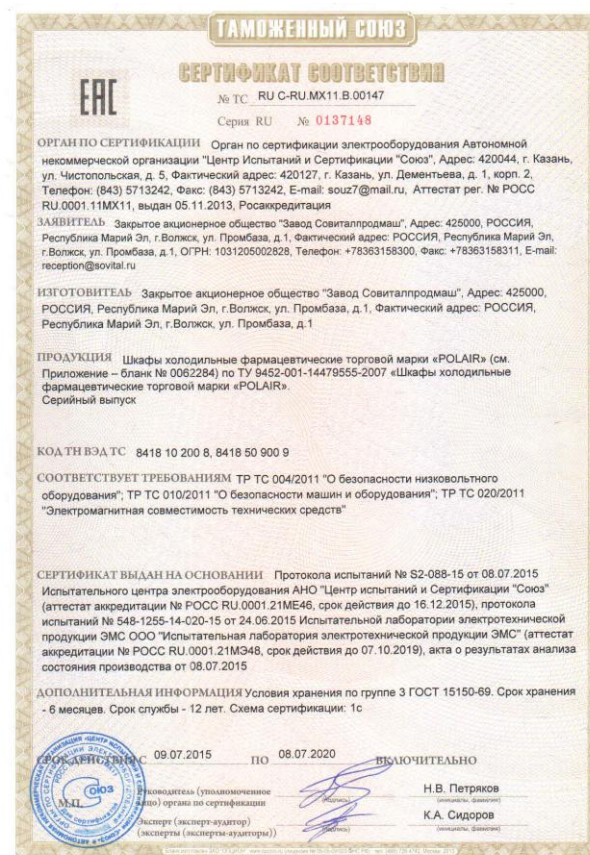 ТАМОЖЕННЫЙ СОЮЗ
СЕРТИФИКАТ СООТВЕТСТВИЯ
ЕАС
№ ТС RU C-RU.MX11.B.00147
Серия RU № 0137148
ОРГАН ПО СЕРТИФИКАЦИИ Орган по сертификации электрооборудования Автономной
некоммерческой организации "Центр Испытаний и Сертификации "Союз", Адрес: 420044, г. Казань,
ул. Чистопольская, д. 5, Фактический адрес: 420127, г. Казань, ул. Дементьева, д. 1, корп. 2,
Телефон: (843) 5713242, Факс: (843) 5713242, E-mail: souz7@mail.ru, Аттестат рег. № РОСС
RU.0001.11МХ11, выдан 05.11.2013, Росаккредитация
ЗАЯВИТЕЛЬ Закрытое акционерное общество "Завод Совиталпродмаш", Адрес: 425000, РОССИЯ,
Республика Марий Эл, г.Волжск, ул. Промбаза, д.1, Фактический адрес: РОССИЯ, Республика Марий Эл,
г.Волжск, ул. Промбаза, д.1, ОГРН: 1031205002828, Телефон: +78363158300, Факс: +78363158311, E-mail:
reception@sovital.ru
ИЗГОТОВИТЕЛЬ Закрытое акционерное общество "Завод Совиталпродмаш", Адрес: 425000,
РОССИЯ, Республика Марий Эл, г.Волжск, ул. Промбаза, д.1, Фактический адрес: РОССИЯ,
Республика Марий Эл, г.Волжск, ул. Промбаза, д.1
ПРОДУКЦИЯ Шкафы холодильные фармацевтические торговой марки «POLAIR» (см.
Приложение – бланк № 0062284) по ТУ 9452-001-14479555-2007 «Шкафы холодильные
фармацевтические торговой марки «POLAIR».
Серийный выпуск
КОД ТН ВЭД ТС 8418 10 200 8, 8418 50 900 9
СООТВЕТСТВУЕТ ТРЕБОВАНИЯМ ТР ТС 004/2011 "О безопасности низковольтного
оборудования"; ТР ТС 010/2011 "О безопасности машин и оборудования"; ТР ТС 020/2011
"Электромагнитная совместимость технических средств"
СЕРТИФИКАТ ВЫДАН НА ОСНОВАНИИ Протокола испытаний № S2-088-15 от 08.07.2015
Испытательного центра электрооборудования АНО "Центр испытаний и Сертификации "Союз"
(аттестат аккредитации № РОСС RU.0001.21МЕ46, срок действия до 16.12.2015), протокола
испытаний № 548-1255-14-020-15 от 24.06.2015 Испытательной лаборатории электротехнической
продукции ЭМС ООО "Испытательная лаборатория электротехнической продукции ЭМС" (аттестат
аккредитации № РОСС RU.0001.21МЭ48, срок действия до 07.10.2019), акта о результатах анализа
состояния производства от 08.07.2015
ДОПОЛНИТЕЛЬНАЯ ИНФОРМАЦИЯ Условия хранения по группе 3 ГОСТ 15150-69. Срок хранения
- 6 месяцев. Срок службы - 12 лет. Схема сертификации: 1с
СРОК ДЕЙСТВИЯ С 09.07.2015 ПО 08.07.2020 ВКЛЮЧИТЕЛЬНО
М.П.
СОЮЗ
Руководитель (уполномоченное
лицо) органа по сертификации
(подпись)
Н.В. Петряков
(инициалы, фамилия)
Эксперт (эксперт-аудитор)
(эксперты (эксперты-аудиторы))
(подпись)
К.А. Сидоров
(инициалы, фамилия)